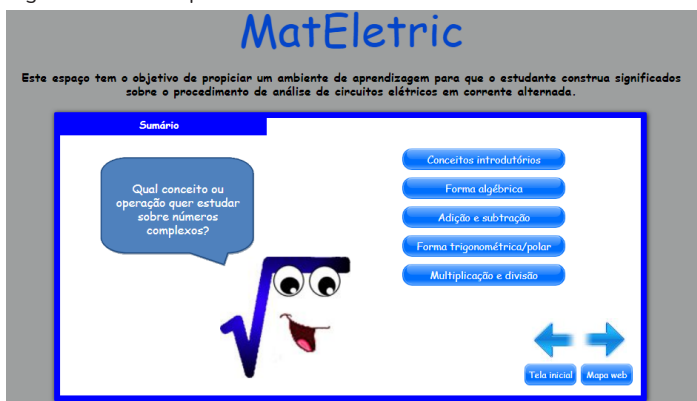 MatEletric
Este espaço tem o objetivo de propiciar um ambiente de aprendizagem para que o estudante construa significados
sobre o procedimento de análise de circuitos elétricos em corrente alternada.
Sumário
Qual conceito ou
operação quer estudar
sobre números
complexos?
Conceitos introdutórios
Forma algébrica
Adição e subtração
Forma trigonométrica/polar
Multiplicação e divisão
Tela inicial
Mapa web